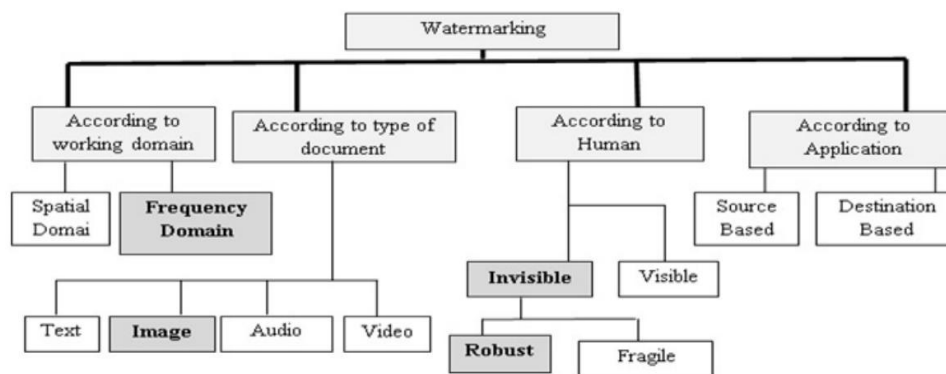 Watermarking
According to
working domain
According to type of
document
According to
Human
According to
Application
Spatial
Domai
Frequency
Domain
Source
Based
Destination
Based
Invisible
Visible
Text
Image
Audio
Video
Robust
Fragile